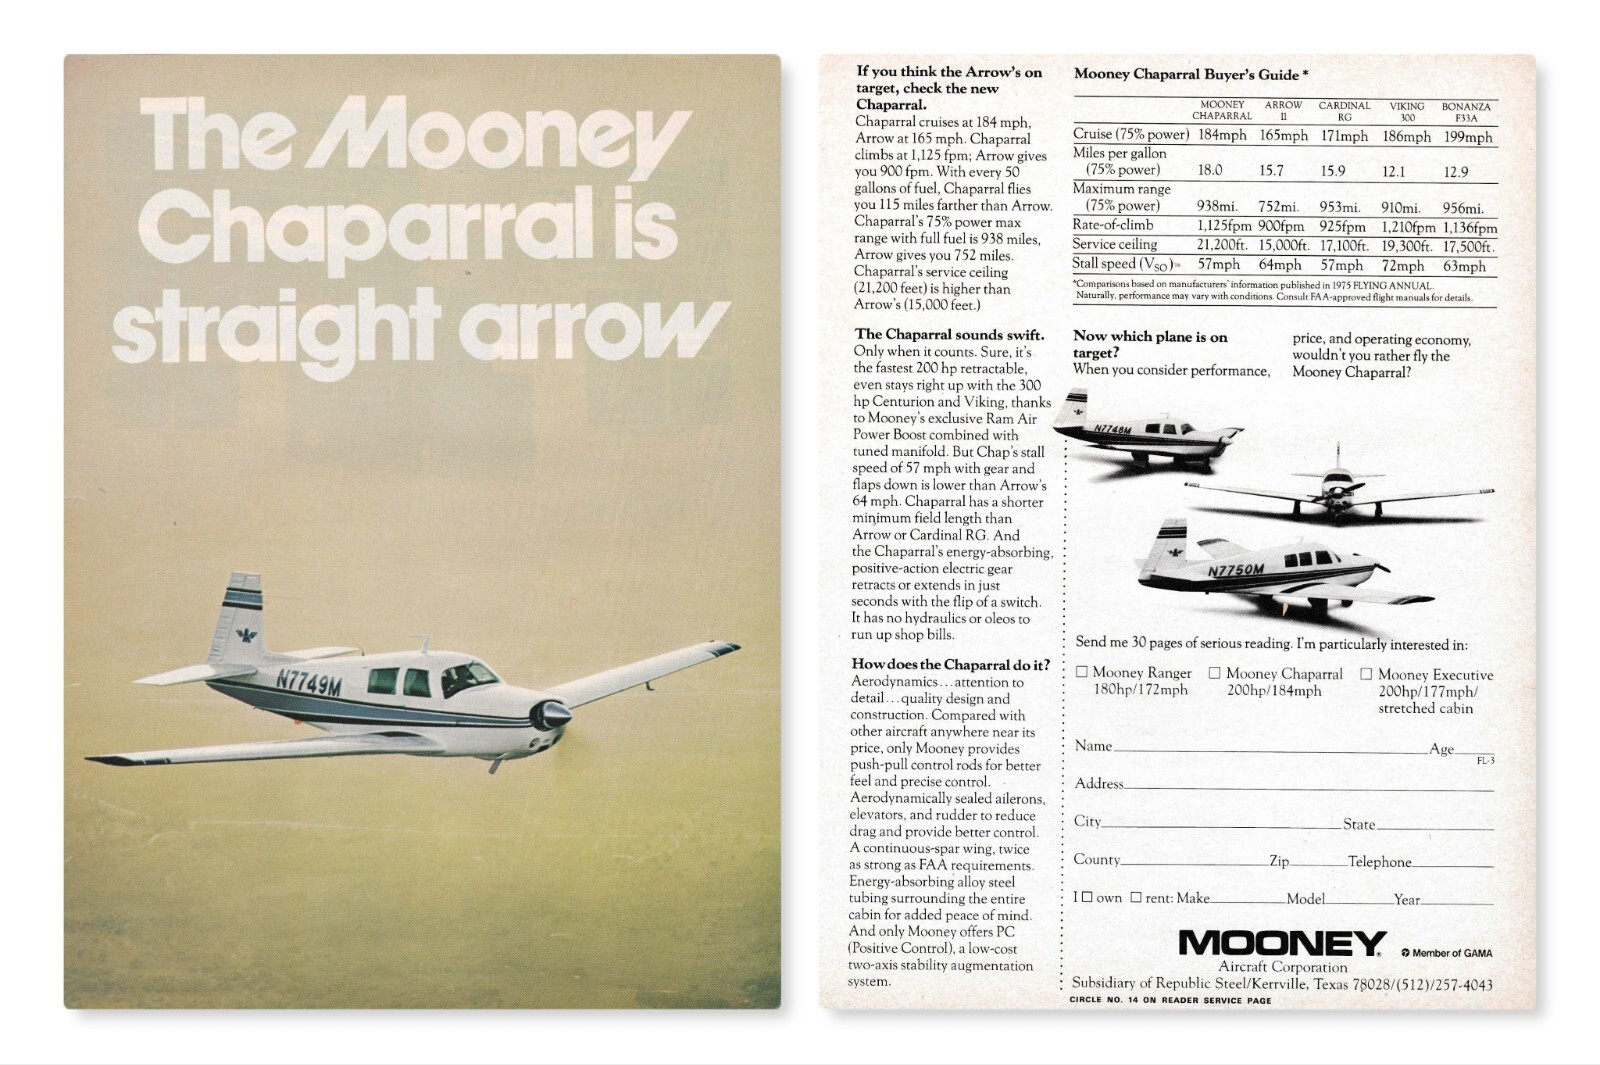 The Mooney
Chaparral is
straight arrow
N7749M
If you think the Arrow's on
target, check the new
Chaparral.
Chaparral cruises at 184 mph,
Arrow at 165 mph. Chaparral
climbs at 1,125 fpm; Arrow gives
you 900 fpm. With every 50
gallons of fuel, Chaparral flies
you 115 miles farther than Arrow.
Chaparral's 75% power max
range with full fuel is 938 miles,
Arrow gives you 752 miles.
Chaparral's service ceiling
(21,200 feet) is higher than
Arrow's (15,000 feet.)
The Chaparral sounds swift.
Only when it counts. Sure, it's
the fastest 200 hp retractable,
even stays right up with the 300
hp Centurion and Viking, thanks
to Mooney's exclusive Ram Air
Power Boost combined with
tuned manifold. But Chap's stall
speed of 57 mph with gear and
flaps down is lower than Arrow's
64 mph. Chaparral has a shorter
minimum field length than
Arrow or Cardinal RG. And
the Chaparral's energy-absorbing,
positive-action electric gear
retracts or extends in just
seconds with the flip of a switch.
It has no hydraulics or oleos to
run up shop bills.
How does the Chaparral do it?
Aerodynamics...attention to
detail...quality design and
construction. Compared with
other aircraft anywhere near its
price, only Mooney provides
push-pull control rods for better
feel and precise control.
Aerodynamically sealed ailerons,
elevators, and rudder to reduce
drag and provide better control.
A continuous-spar wing, twice
as strong as FAA requirements.
Energy-absorbing alloy steel
tubing surrounding the entire
cabin for added peace of mind.
And only Mooney offers PC
(Positive Control), a low-cost
two-axis stability augmentation
system.
Mooney Chaparral Buyer's Guide *
MOONEY CHAPARRAL ARROW II CARDINAL RG VIKING 300 BONANZA F33A
Cruise (75% power) 184mph 165mph 171mph 186mph 199mph
Miles per gallon
(75% power) 18.0 15.7 15.9 12.1 12.9
Maximum range
(75% power) 938mi. 752mi. 953mi. 910mi. 956mi.
Rate-of-climb 1,125fpm 900fpm 925fpm 1,210fpm 1,136fpm
Service ceiling 21,200ft. 15,000ft. 17,100ft. 19,300ft. 17,500ft.
Stall speed (VSO) 57mph 64mph 57mph 72mph 63mph
*Comparisons based on manufacturers' information published in 1975 FLYING ANNUAL.
Naturally, performance may vary with conditions. Consult FAA-approved flight manuals for details.
Now which plane is on
target?
When you consider performance,
price, and operating economy,
wouldn't you rather fly the
Mooney Chaparral?
N7748M
N7750M
Send me 30 pages of serious reading. I'm particularly interested in:
☐ Mooney Ranger ☐ Mooney Chaparral ☐ Mooney Executive
180hp/172mph 200hp/184mph 200hp/177mph/
stretched cabin
Name Age
FL-3
Address
City State
County Zip Telephone
I ☐ own ☐ rent: Make Model Year
MOONEY® Member of GAMA
Aircraft Corporation
Subsidiary of Republic Steel/Kerrville, Texas 78028/(512)/257-4043
CIRCLE NO. 14 ON READER SERVICE PAGE